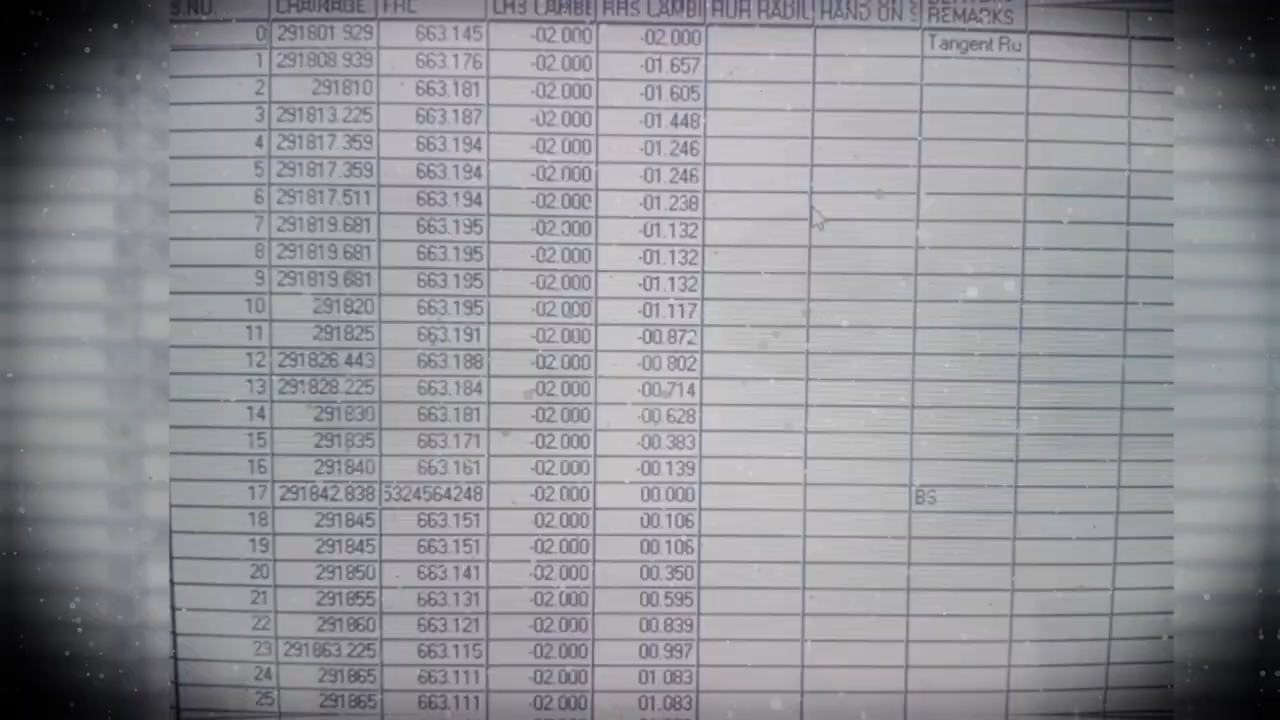 S.NO. CHAINAGE FRL LHS CAMBE RHS CAMBI HOR RADIU HAND ON S REMARKS
0 291801.929 663.145 -02.000 -02.000 Tangent Ru
1 291808.939 663.176 -02.000 -01.657
2 291810 663.181 -02.000 -01.605
3 291813.225 663.187 -02.000 -01.448
4 291817.359 663.194 -02.000 -01.246
5 291817.359 663.194 -02.000 -01.246
6 291817.511 663.194 -02.000 -01.238
7 291819.681 663.195 -02.000 -01.132
8 291819.681 663.195 -02.000 -01.132
9 291819.681 663.195 -02.000 -01.132
10 291820 663.195 -02.000 -01.117
11 291825 663.191 -02.000 -00.872
12 291826.443 663.188 -02.000 -00.802
13 291828.225 663.184 -02.000 -00.714
14 291830 663.181 -02.000 -00.628
15 291835 663.171 -02.000 -00.383
16 291840 663.161 -02.000 -00.139
17 291842.838 5324564248 -02.000 00.000 BS
18 291845 663.151 -02.000 00.106
19 291845 663.151 -02.000 00.106
20 291850 663.141 -02.000 00.350
21 291855 663.131 -02.000 00.595
22 291860 663.121 -02.000 00.839
23 291863.225 663.115 -02.000 00.997
24 291865 663.111 -02.000 01.083
25 291865 663.111 -02.000 01.083